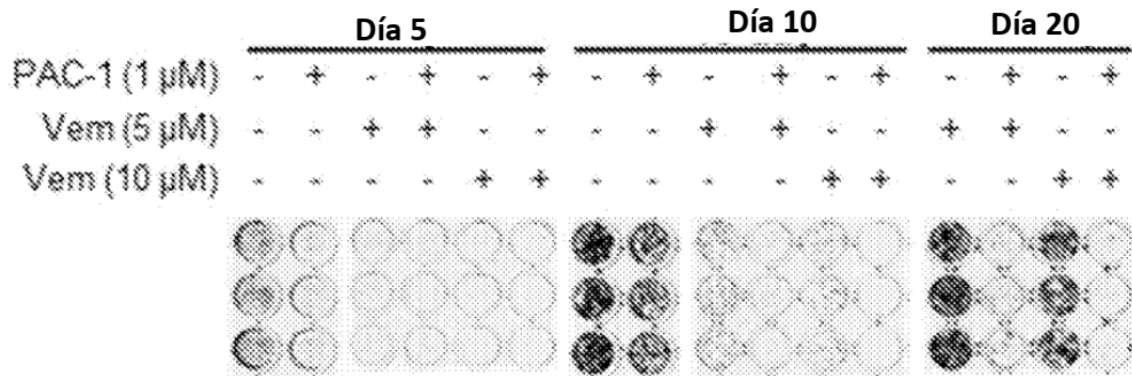 Día 5 Día 10 Día 20
PAC-1 (1 µM) - + - + - + - + - + - + - + - +
Vem (5 µM) - - + + - - - - + + - - + + - -
Vem (10 µM) - - - - + + - - - - + + - - + +